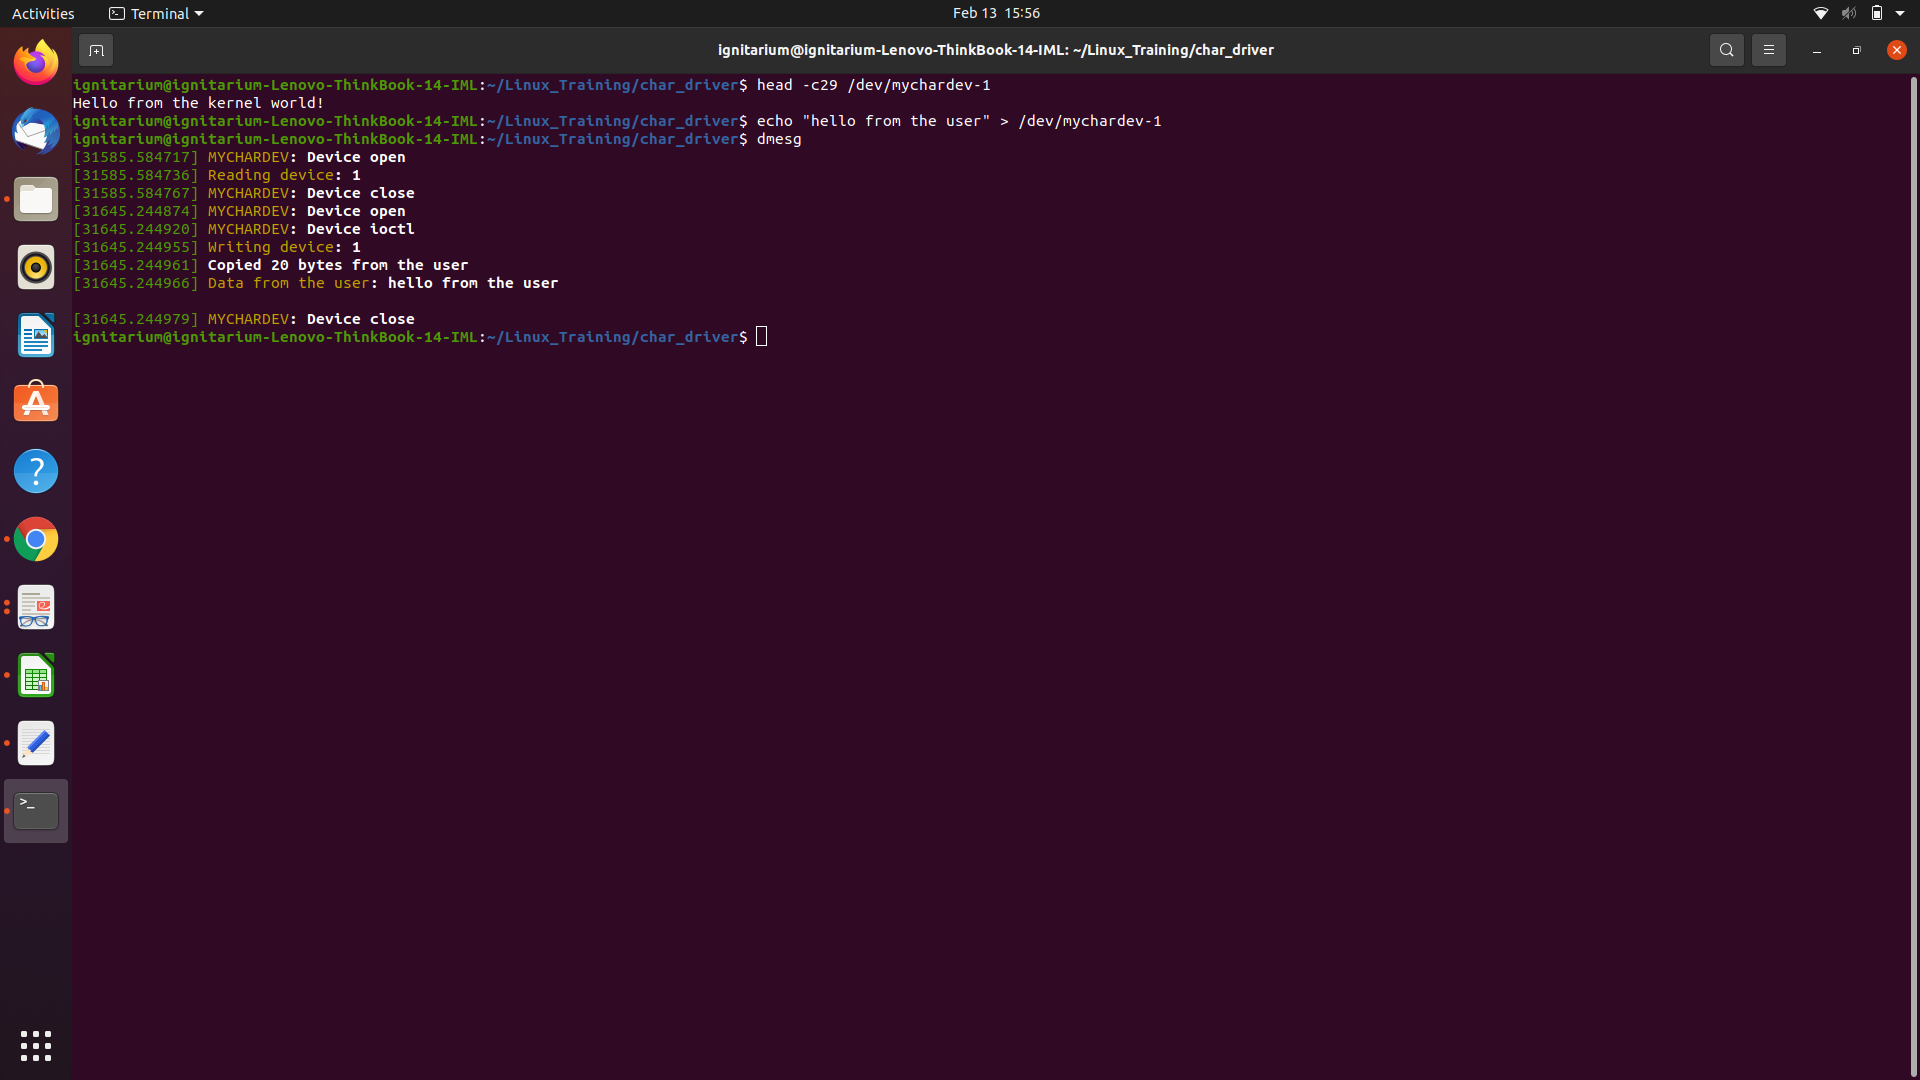 Activities Terminal Feb 13 15:56
ignitarium@ignitarium-Lenovo-ThinkBook-14-IML: ~/Linux_Training/char_driver
ignitarium@ignitarium-Lenovo-ThinkBook-14-IML:~/Linux_Training/char_driver$ head -c29 /dev/mychardev-1
Hello from the kernel world!
ignitarium@ignitarium-Lenovo-ThinkBook-14-IML:~/Linux_Training/char_driver$ echo "hello from the user" > /dev/mychardev-1
ignitarium@ignitarium-Lenovo-ThinkBook-14-IML:~/Linux_Training/char_driver$ dmesg
[31585.584717] MYCHARDEV: Device open
[31585.584736] Reading device: 1
[31585.584767] MYCHARDEV: Device close
[31645.244874] MYCHARDEV: Device open
[31645.244920] MYCHARDEV: Device ioctl
[31645.244955] Writing device: 1
[31645.244961] Copied 20 bytes from the user
[31645.244966] Data from the user: hello from the user
[31645.244979] MYCHARDEV: Device close
ignitarium@ignitarium-Lenovo-ThinkBook-14-IML:~/Linux_Training/char_driver$